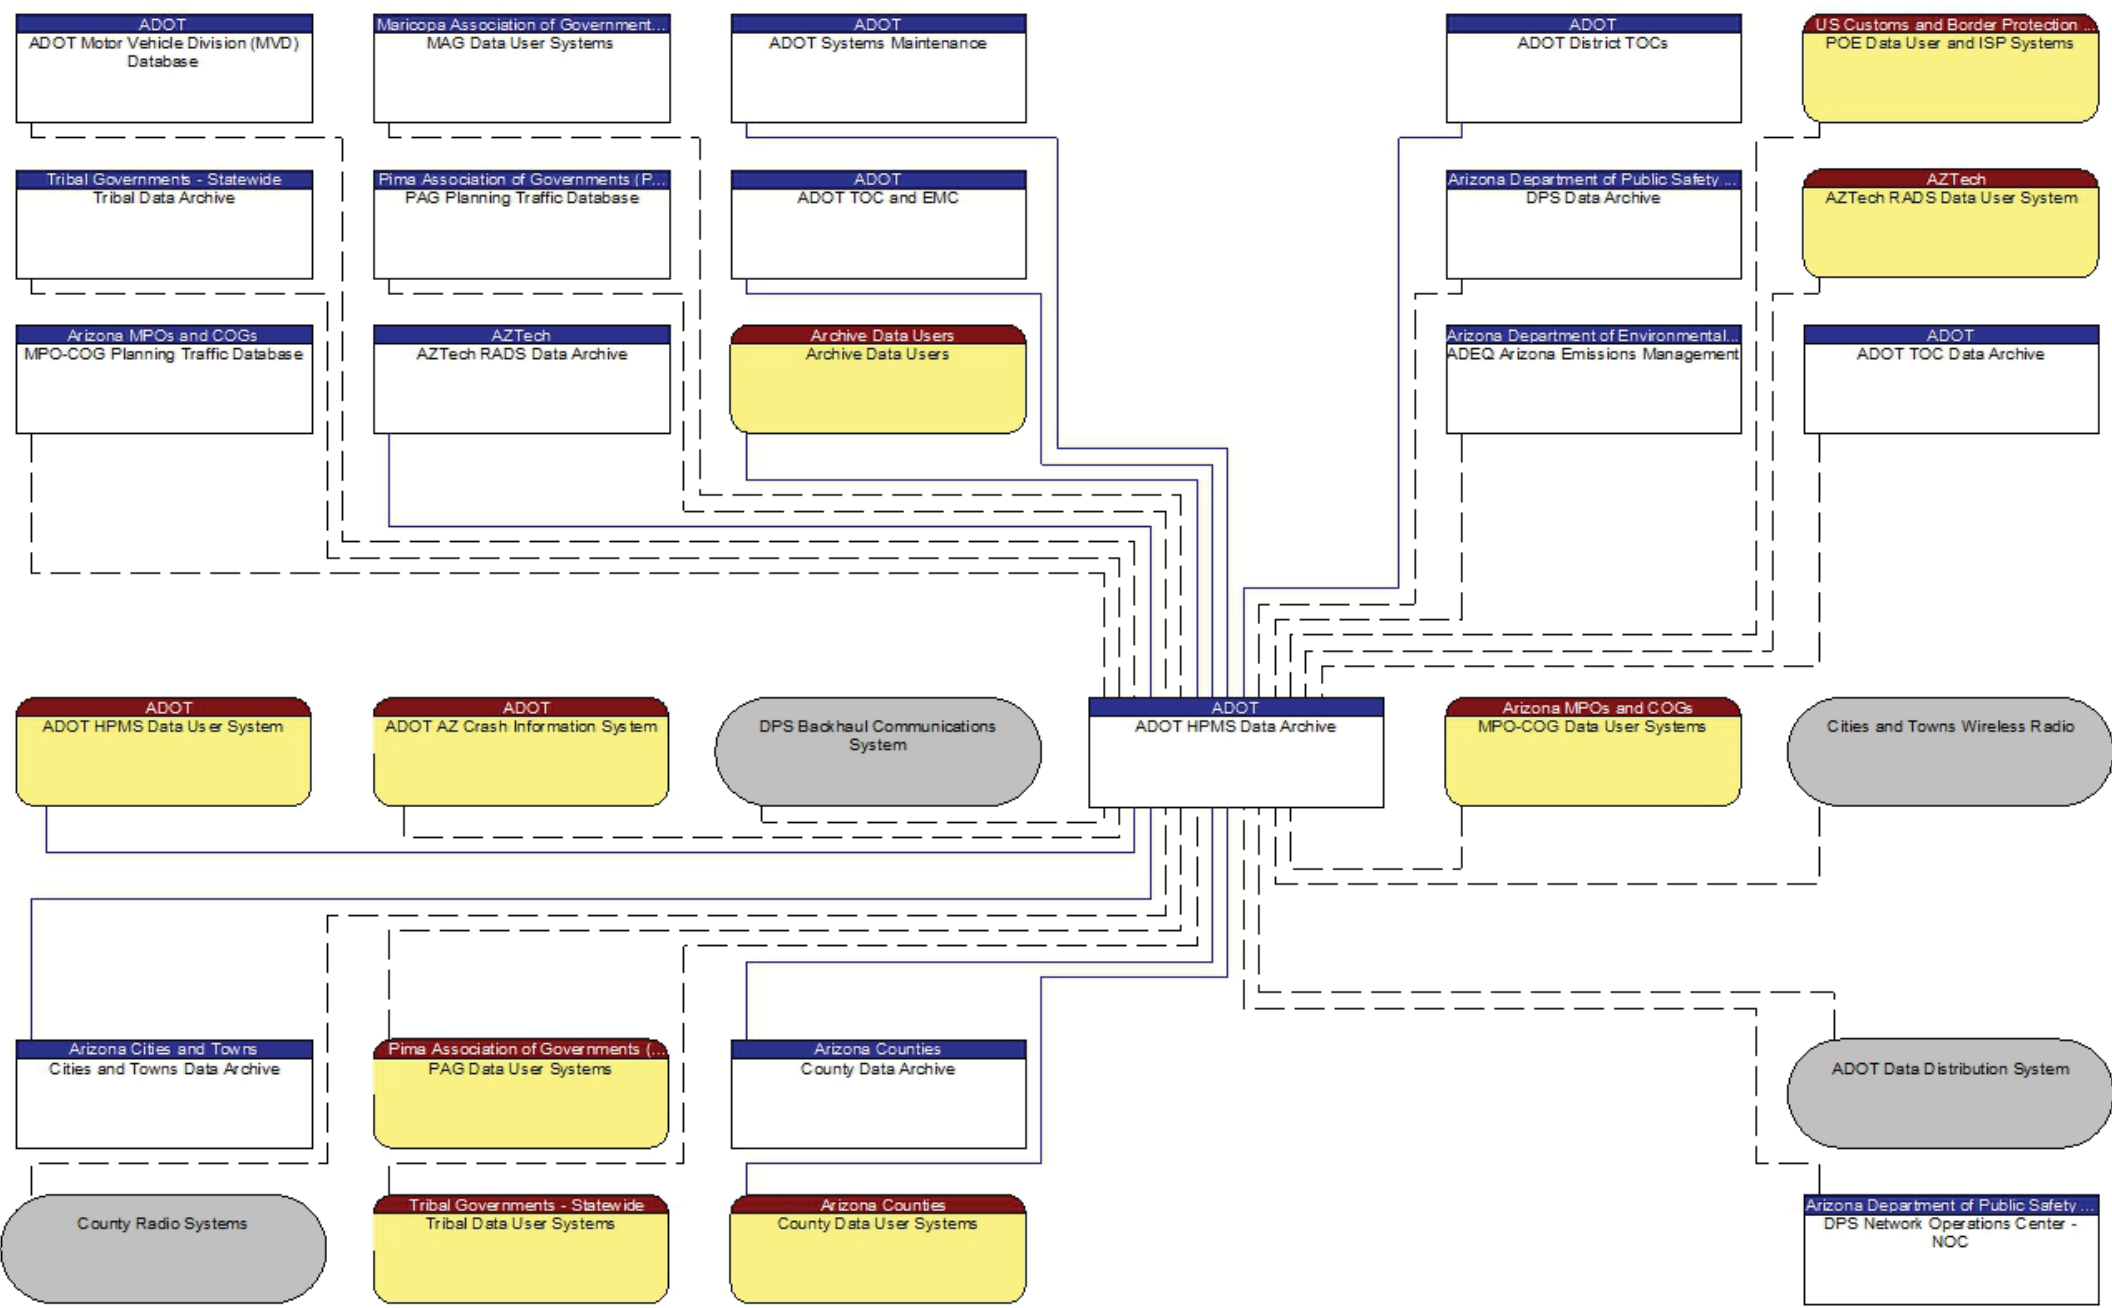 ADOT
ADOT Motor Vehicle Division (MVD)
Database
Maricopa Association of Government...
MAG Data User Systems
ADOT
ADOT Systems Maintenance
ADOT
ADOT District TOCs
US Customs and Border Protection ...
POE Data User and ISP Systems
Tribal Governments - Statewide
Tribal Data Archive
Pima Association of Governments (P...
PAG Planning Traffic Database
ADOT
ADOT TOC and EMC
Arizona Department of Public Safety ...
DPS Data Archive
AZTech
AZTech RADS Data User System
Arizona MPOs and COGs
MPO-COG Planning Traffic Database
AZTech
AZTech RADS Data Archive
Archive Data Users
Archive Data Users
Arizona Department of Environmental...
ADEQ Arizona Emissions Management
ADOT
ADOT TOC Data Archive
ADOT
ADOT HPMS Data User System
ADOT
ADOT AZ Crash Information System
DPS Backhaul Communications
System
ADOT
ADOT HPMS Data Archive
Arizona MPOs and COGs
MPO-COG Data User Systems
Cities and Towns Wireless Radio
Arizona Cities and Towns
Cities and Towns Data Archive
Pima Association of Governments (...
PAG Data User Systems
Arizona Counties
County Data Archive
ADOT Data Distribution System
County Radio Systems
Tribal Governments - Statewide
Tribal Data User Systems
Arizona Counties
County Data User Systems
Arizona Department of Public Safety ...
DPS Network Operations Center -
NOC